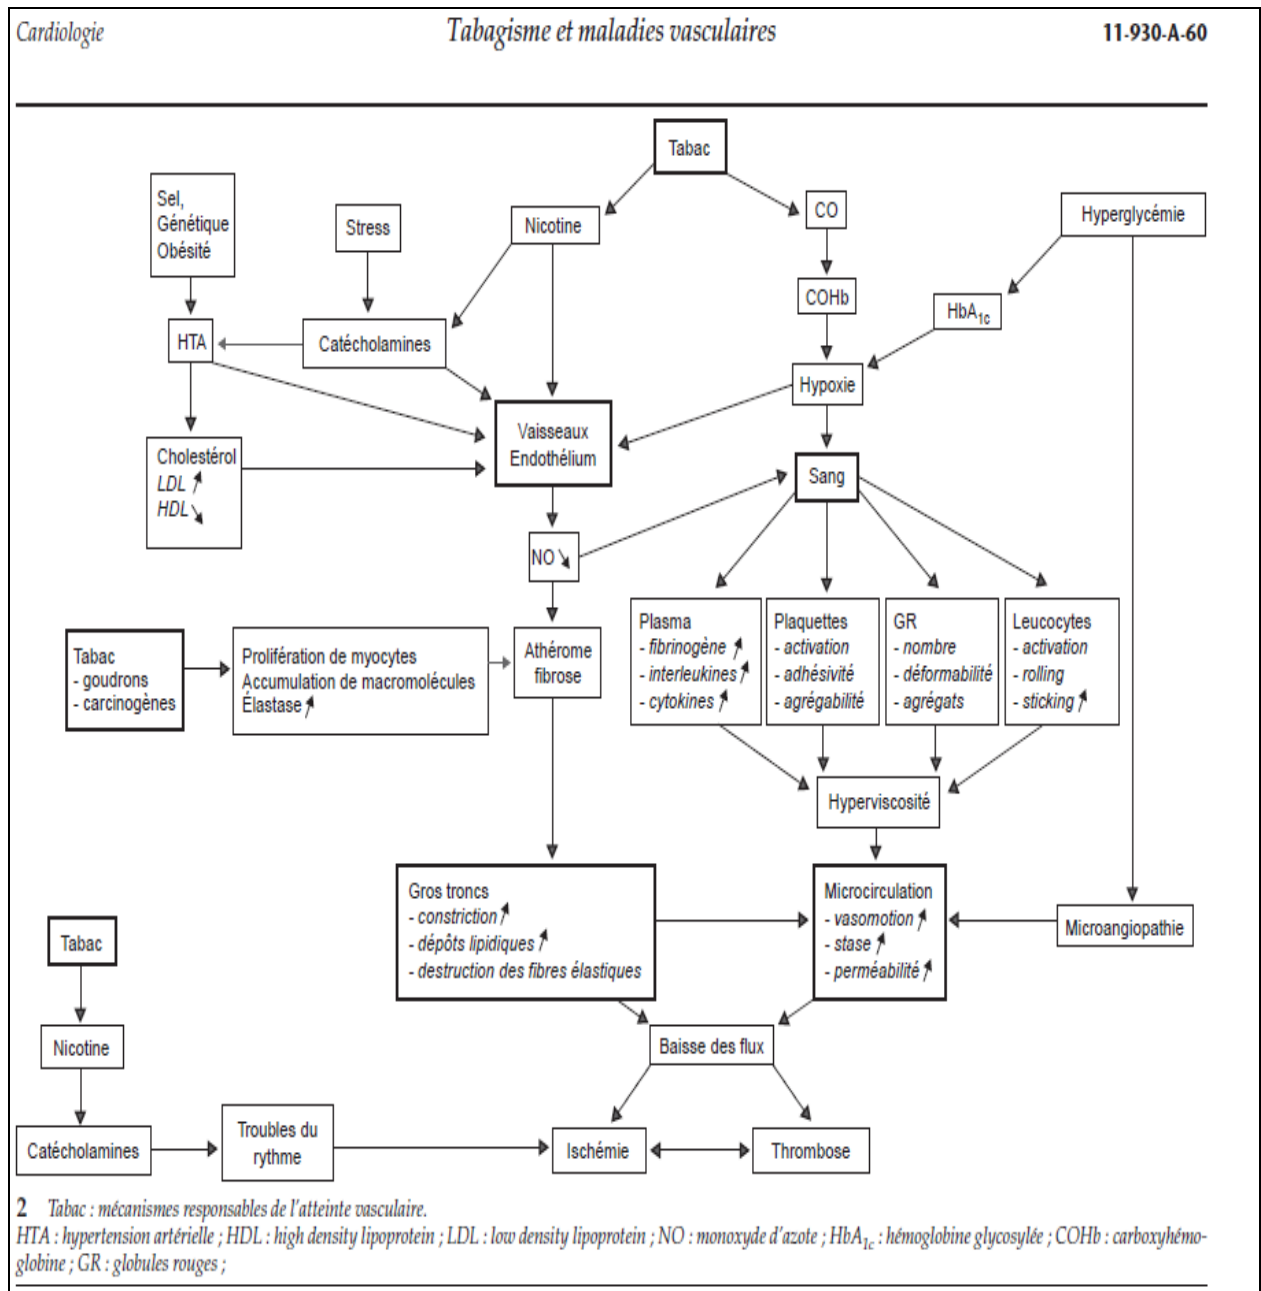 Cardiologie
Tabagisme et maladies vasculaires
11-930-A-60
Tabac
Sel,
Génétique
Obésité
Stress
Nicotine
CO
Hyperglycémie
COHb
HbA1c
HTA
Catécholamines
Hypoxie
Vaisseaux
Endothélium
Cholestérol
LDL
HDL
Sang
NO
Plasma
- fibrinogène
- interleukines
- cytokines
Plaquettes
- activation
- adhésivité
- agrégabilité
GR
- nombre
- déformabilité
- agrégats
Leucocytes
- activation
- rolling
- sticking
Tabac
- goudrons
- carcinogènes
Prolifération de myocytes
Accumulation de macromolécules
Élastase
Athérome
fibrose
Hyperviscosité
Gros troncs
- constriction
- dépôts lipidiques
- destruction des fibres élastiques
Microcirculation
- vasomotion
- stase
- perméabilité
Microangiopathie
Tabac
Nicotine
Baisse des flux
Catécholamines
Troubles du
rythme
Ischémie
Thrombose
2 Tabac : mécanismes responsables de l'atteinte vasculaire.
HTA : hypertension artérielle ; HDL : high density lipoprotein ; LDL : low density lipoprotein ; NO : monoxyde d'azote ; HbA1c : hémoglobine glycosylée ; COHb : carboxyhémo-
globine ; GR : globules rouges ;